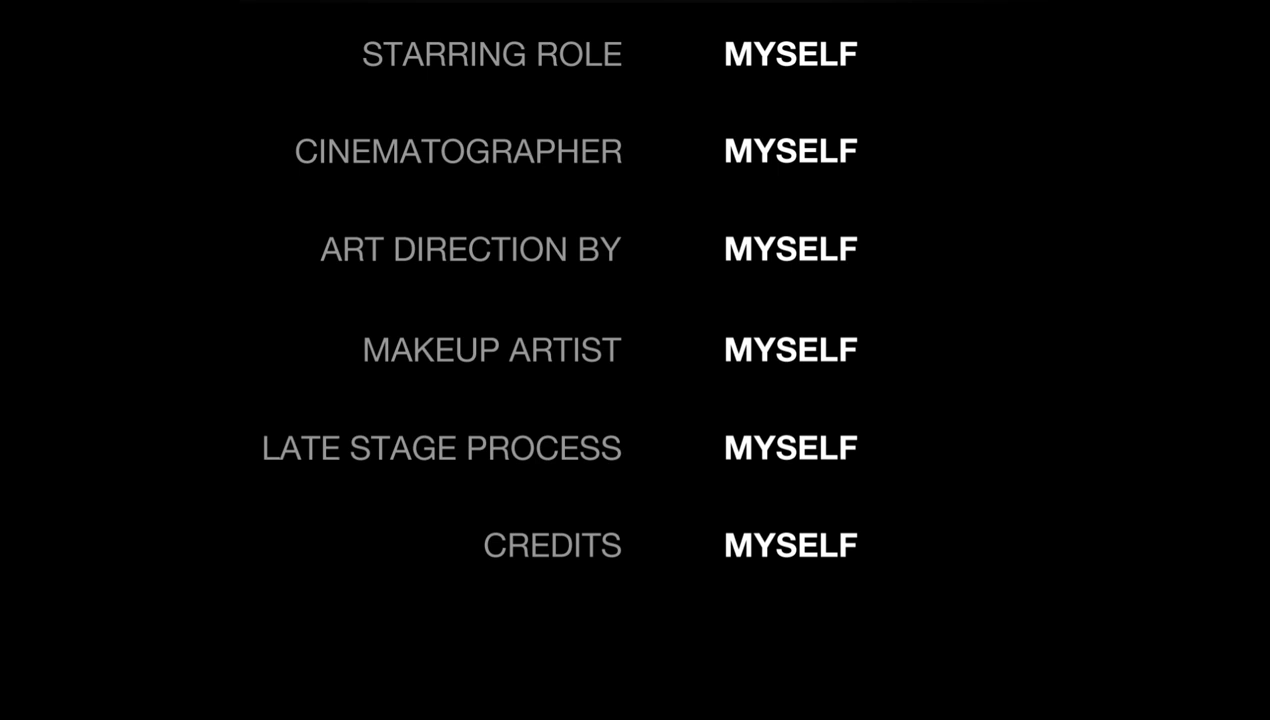 STARRING ROLE MYSELF
CINEMATOGRAPHER MYSELF
ART DIRECTION BY MYSELF
MAKEUP ARTIST MYSELF
LATE STAGE PROCESS MYSELF
CREDITS MYSELF